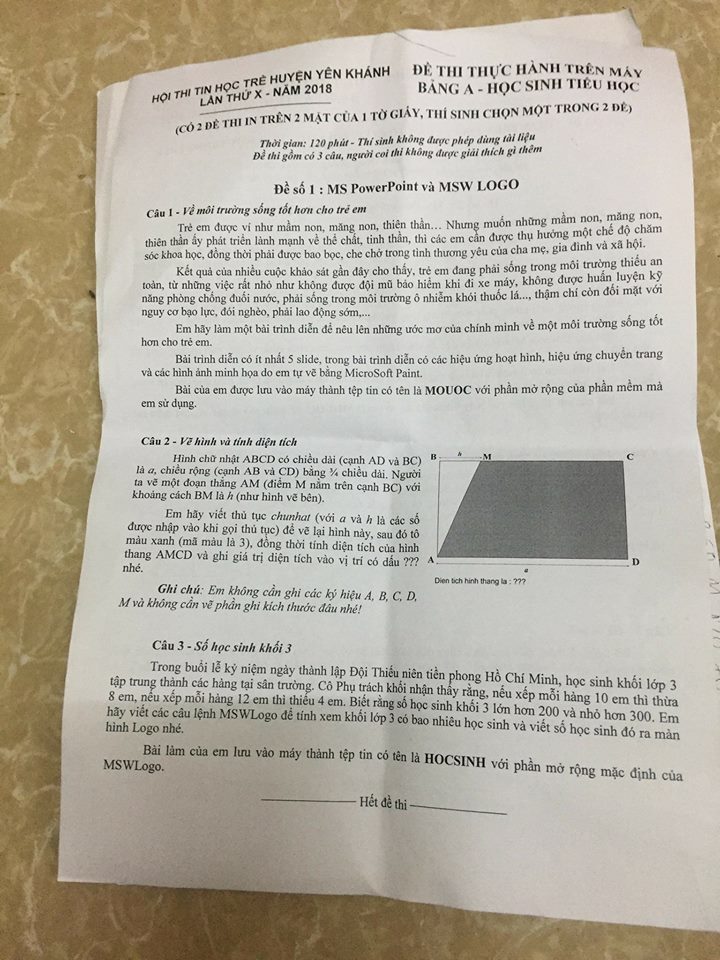 HỘI THI TIN HỌC TRẺ HUYỆN YÊN KHÁNH
LẦN THỨ X - NĂM 2018
ĐỀ THI THỰC HÀNH TRÊN MÁY
BẢNG A - HỌC SINH TIỂU HỌC
(CÓ 2 ĐỀ THI IN TRÊN 2 MẶT CỦA 1 TỜ GIẤY, THÍ SINH CHỌN MỘT TRONG 2 ĐỀ)
Thời gian: 120 phút - Thí sinh không được phép dùng tài liệu
Đề thi gồm có 3 câu, người coi thi không được giải thích gì thêm
Đề số 1 : MS PowerPoint và MSW LOGO
Câu 1 - Về môi trường sống tốt hơn cho trẻ em
Trẻ em được ví như mầm non, măng non, thiên thần… Nhưng muốn những mầm non, măng non,
thiên thần ấy phát triển lành mạnh về thể chất, tinh thần, thì các em cần được thụ hưởng một chế độ chăm
sóc khoa học, đồng thời phải được bao bọc, che chở trong tình thương yêu của cha mẹ, gia đình và xã hội.
Kết quả của nhiều cuộc khảo sát gần đây cho thấy, trẻ em đang phải sống trong môi trường thiếu an
toàn, từ những việc rất nhỏ như không được đội mũ bảo hiểm khi đi xe máy, không được huấn luyện kỹ
năng phòng chống đuối nước, phải sống trong môi trường ô nhiễm khói thuốc lá..., thậm chí còn đối mặt với
nguy cơ bạo lực, đói nghèo, phải lao động sớm,...
Em hãy làm một bài trình diễn để nêu lên những ước mơ của chính mình về một môi trường sống tốt
hơn cho trẻ em.
Bài trình diễn có ít nhất 5 slide, trong bài trình diễn có các hiệu ứng hoạt hình, hiệu ứng chuyển trang
và các hình ảnh minh họa do em tự vẽ bằng MicroSoft Paint.
Bài của em được lưu vào máy thành tệp tin có tên là MOUOC với phần mở rộng của phần mềm mà
em sử dụng.
Câu 2 - Vẽ hình và tính diện tích
Hình chữ nhật ABCD có chiều dài (cạnh AD và BC)
là a, chiều rộng (cạnh AB và CD) bằng ¾ chiều dài. Người
ta vẽ một đoạn thẳng AM (điểm M nằm trên cạnh BC) với
khoảng cách BM là h (như hình vẽ bên).
Em hãy viết thủ tục chunhat (với a và h là các số
được nhập vào khi gọi thủ tục) để vẽ lại hình này, sau đó tô
màu xanh (mã màu là 3), đồng thời tính diện tích của hình
thang AMCD và ghi giá trị diện tích vào vị trí có dấu ???
nhé.
Ghi chú: Em không cần ghi các ký hiệu A, B, C, D,
M và không cần vẽ phần ghi kích thước đâu nhé!
B h M C
A D
a
Dien tich hinh thang la : ???
Câu 3 - Số học sinh khối 3
Trong buổi lễ kỷ niệm ngày thành lập Đội Thiếu niên tiền phong Hồ Chí Minh, học sinh khối lớp 3
tập trung thành các hàng tại sân trường. Cô Phụ trách khối nhận thấy rằng, nếu xếp mỗi hàng 10 em thì thừa
8 em, nếu xếp mỗi hàng 12 em thì thiếu 4 em. Biết rằng số học sinh khối 3 lớn hơn 200 và nhỏ hơn 300. Em
hãy viết các câu lệnh MSWLogo để tính xem khối lớp 3 có bao nhiêu học sinh và viết số học sinh đó ra màn
hình Logo nhé.
Bài làm của em lưu vào máy thành tệp tin có tên là HOCSINH với phần mở rộng mặc định của
MSWLogo.
Hết đề thi